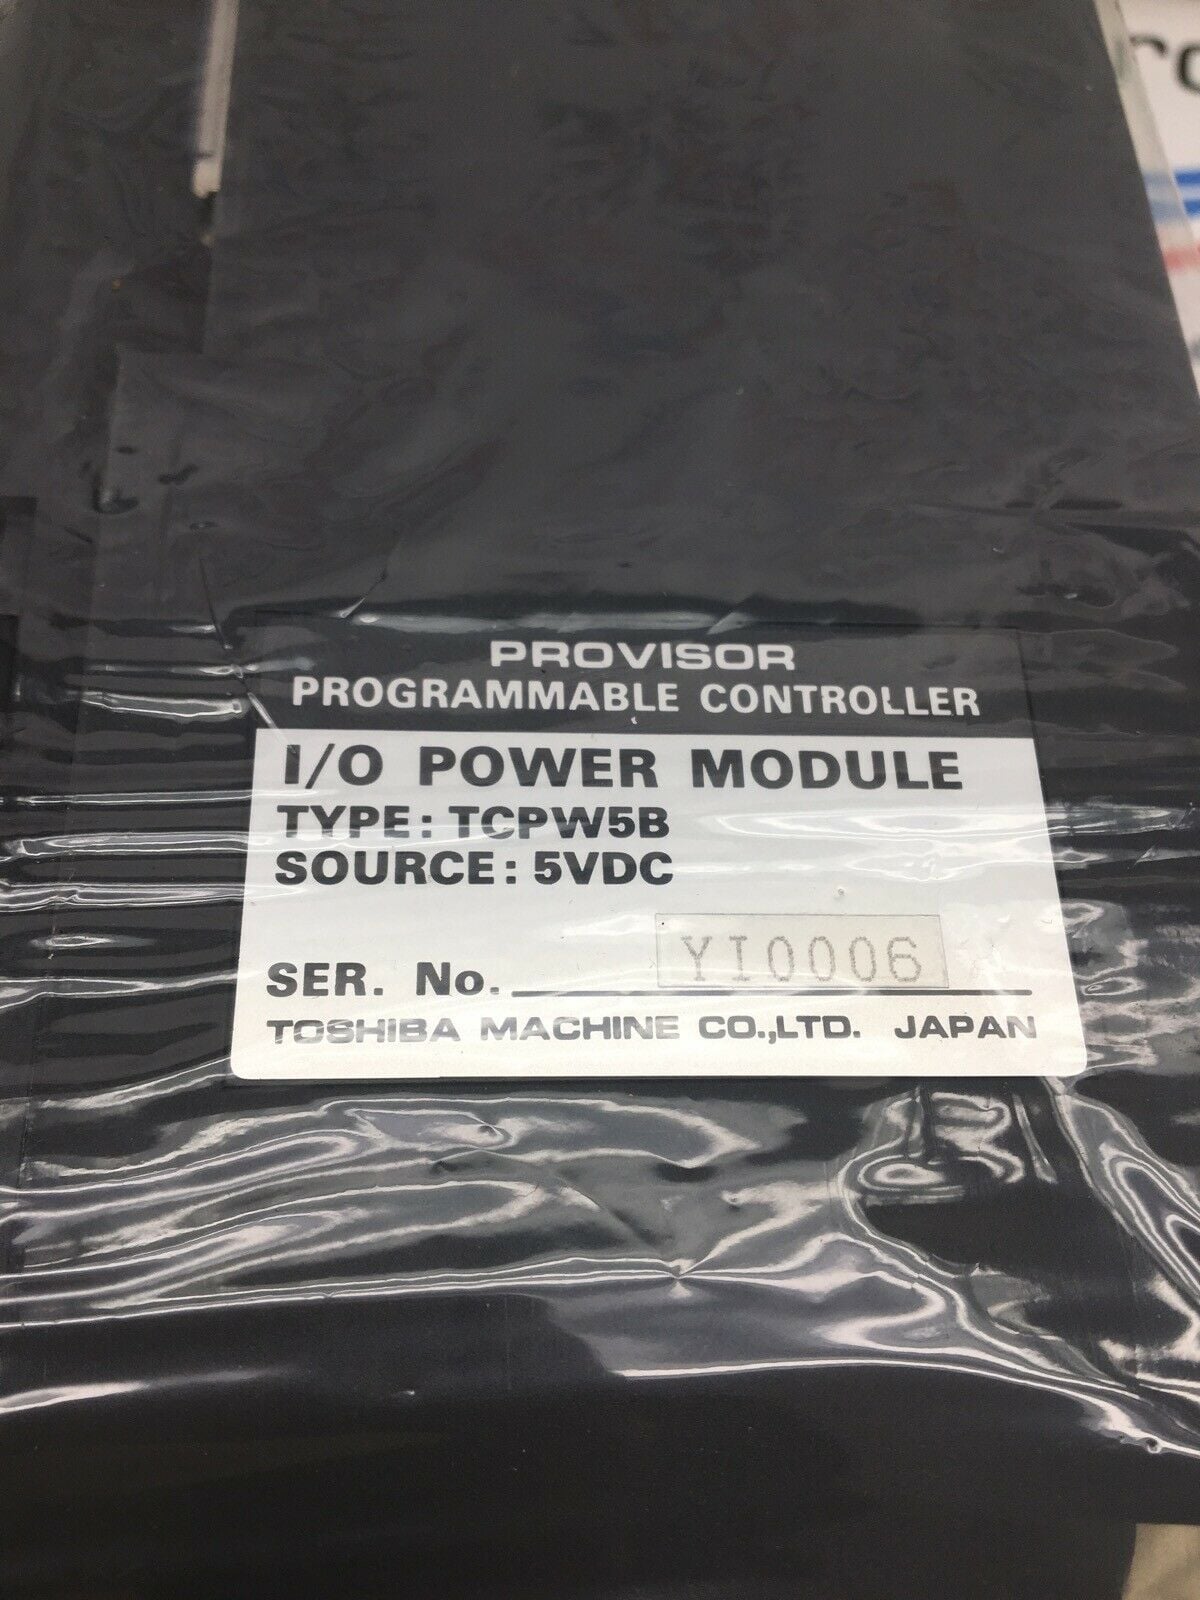 PROVISOR
PROGRAMMABLE CONTROLLER
I/O POWER MODULE
TYPE: TCPW5B
SOURCE: 5VDC
SER. No. YI0006
TOSHIBA MACHINE CO.,LTD. JAPAN